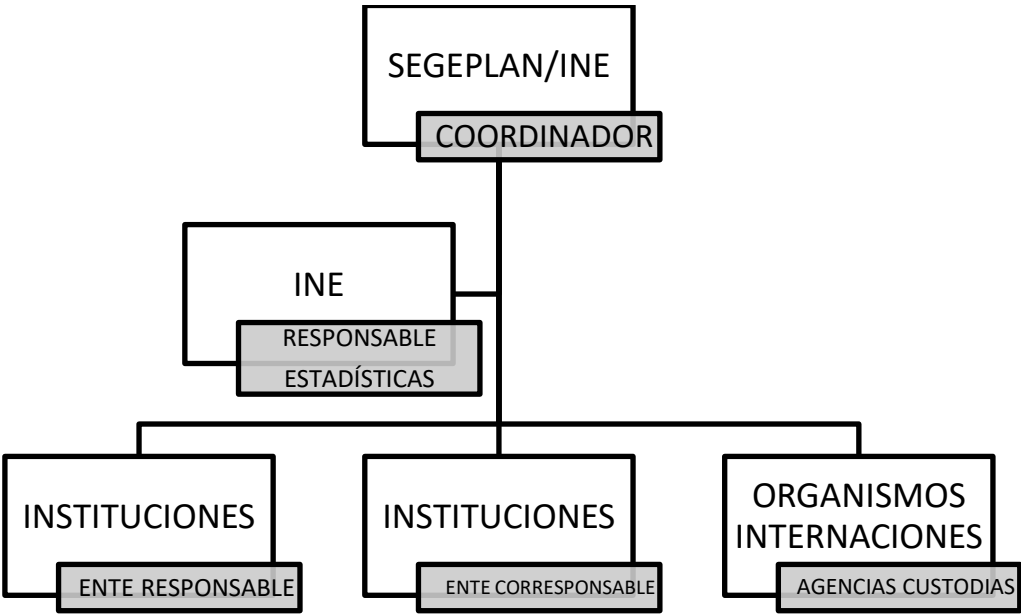 SEGEPLAN/INE
COORDINADOR
INE
RESPONSABLE
ESTADÍSTICAS
INSTITUCIONES
ENTE RESPONSABLE
INSTITUCIONES
ENTE CORRESPONSABLE
ORGANISMOS
INTERNACIONES
AGENCIAS CUSTODIAS